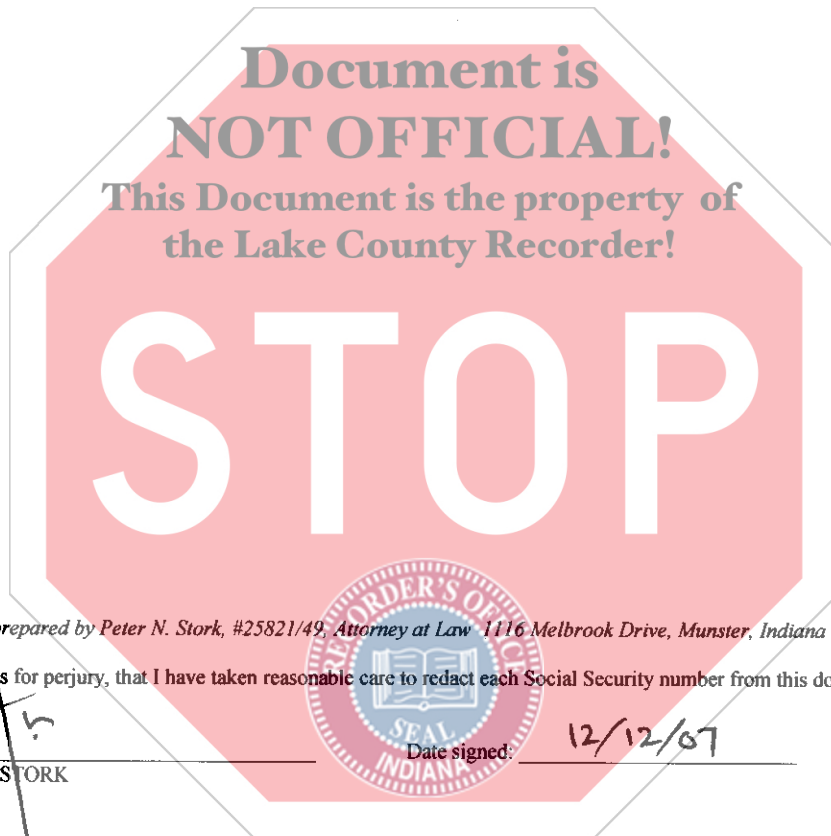 Document is
NOT OFFICIAL!
This Document is the property of
the Lake County Recorder!
STOP
repared by Peter N. Stork, #25821/49, Attorney at Law 1116 Melbrook Drive, Munster, Indiana
s for perjury, that I have taken reasonable care to redact each Social Security number from this do
Date signed: 12/12/07
STORK
RECORDER'S OFFICE
SEAL
INDIANA